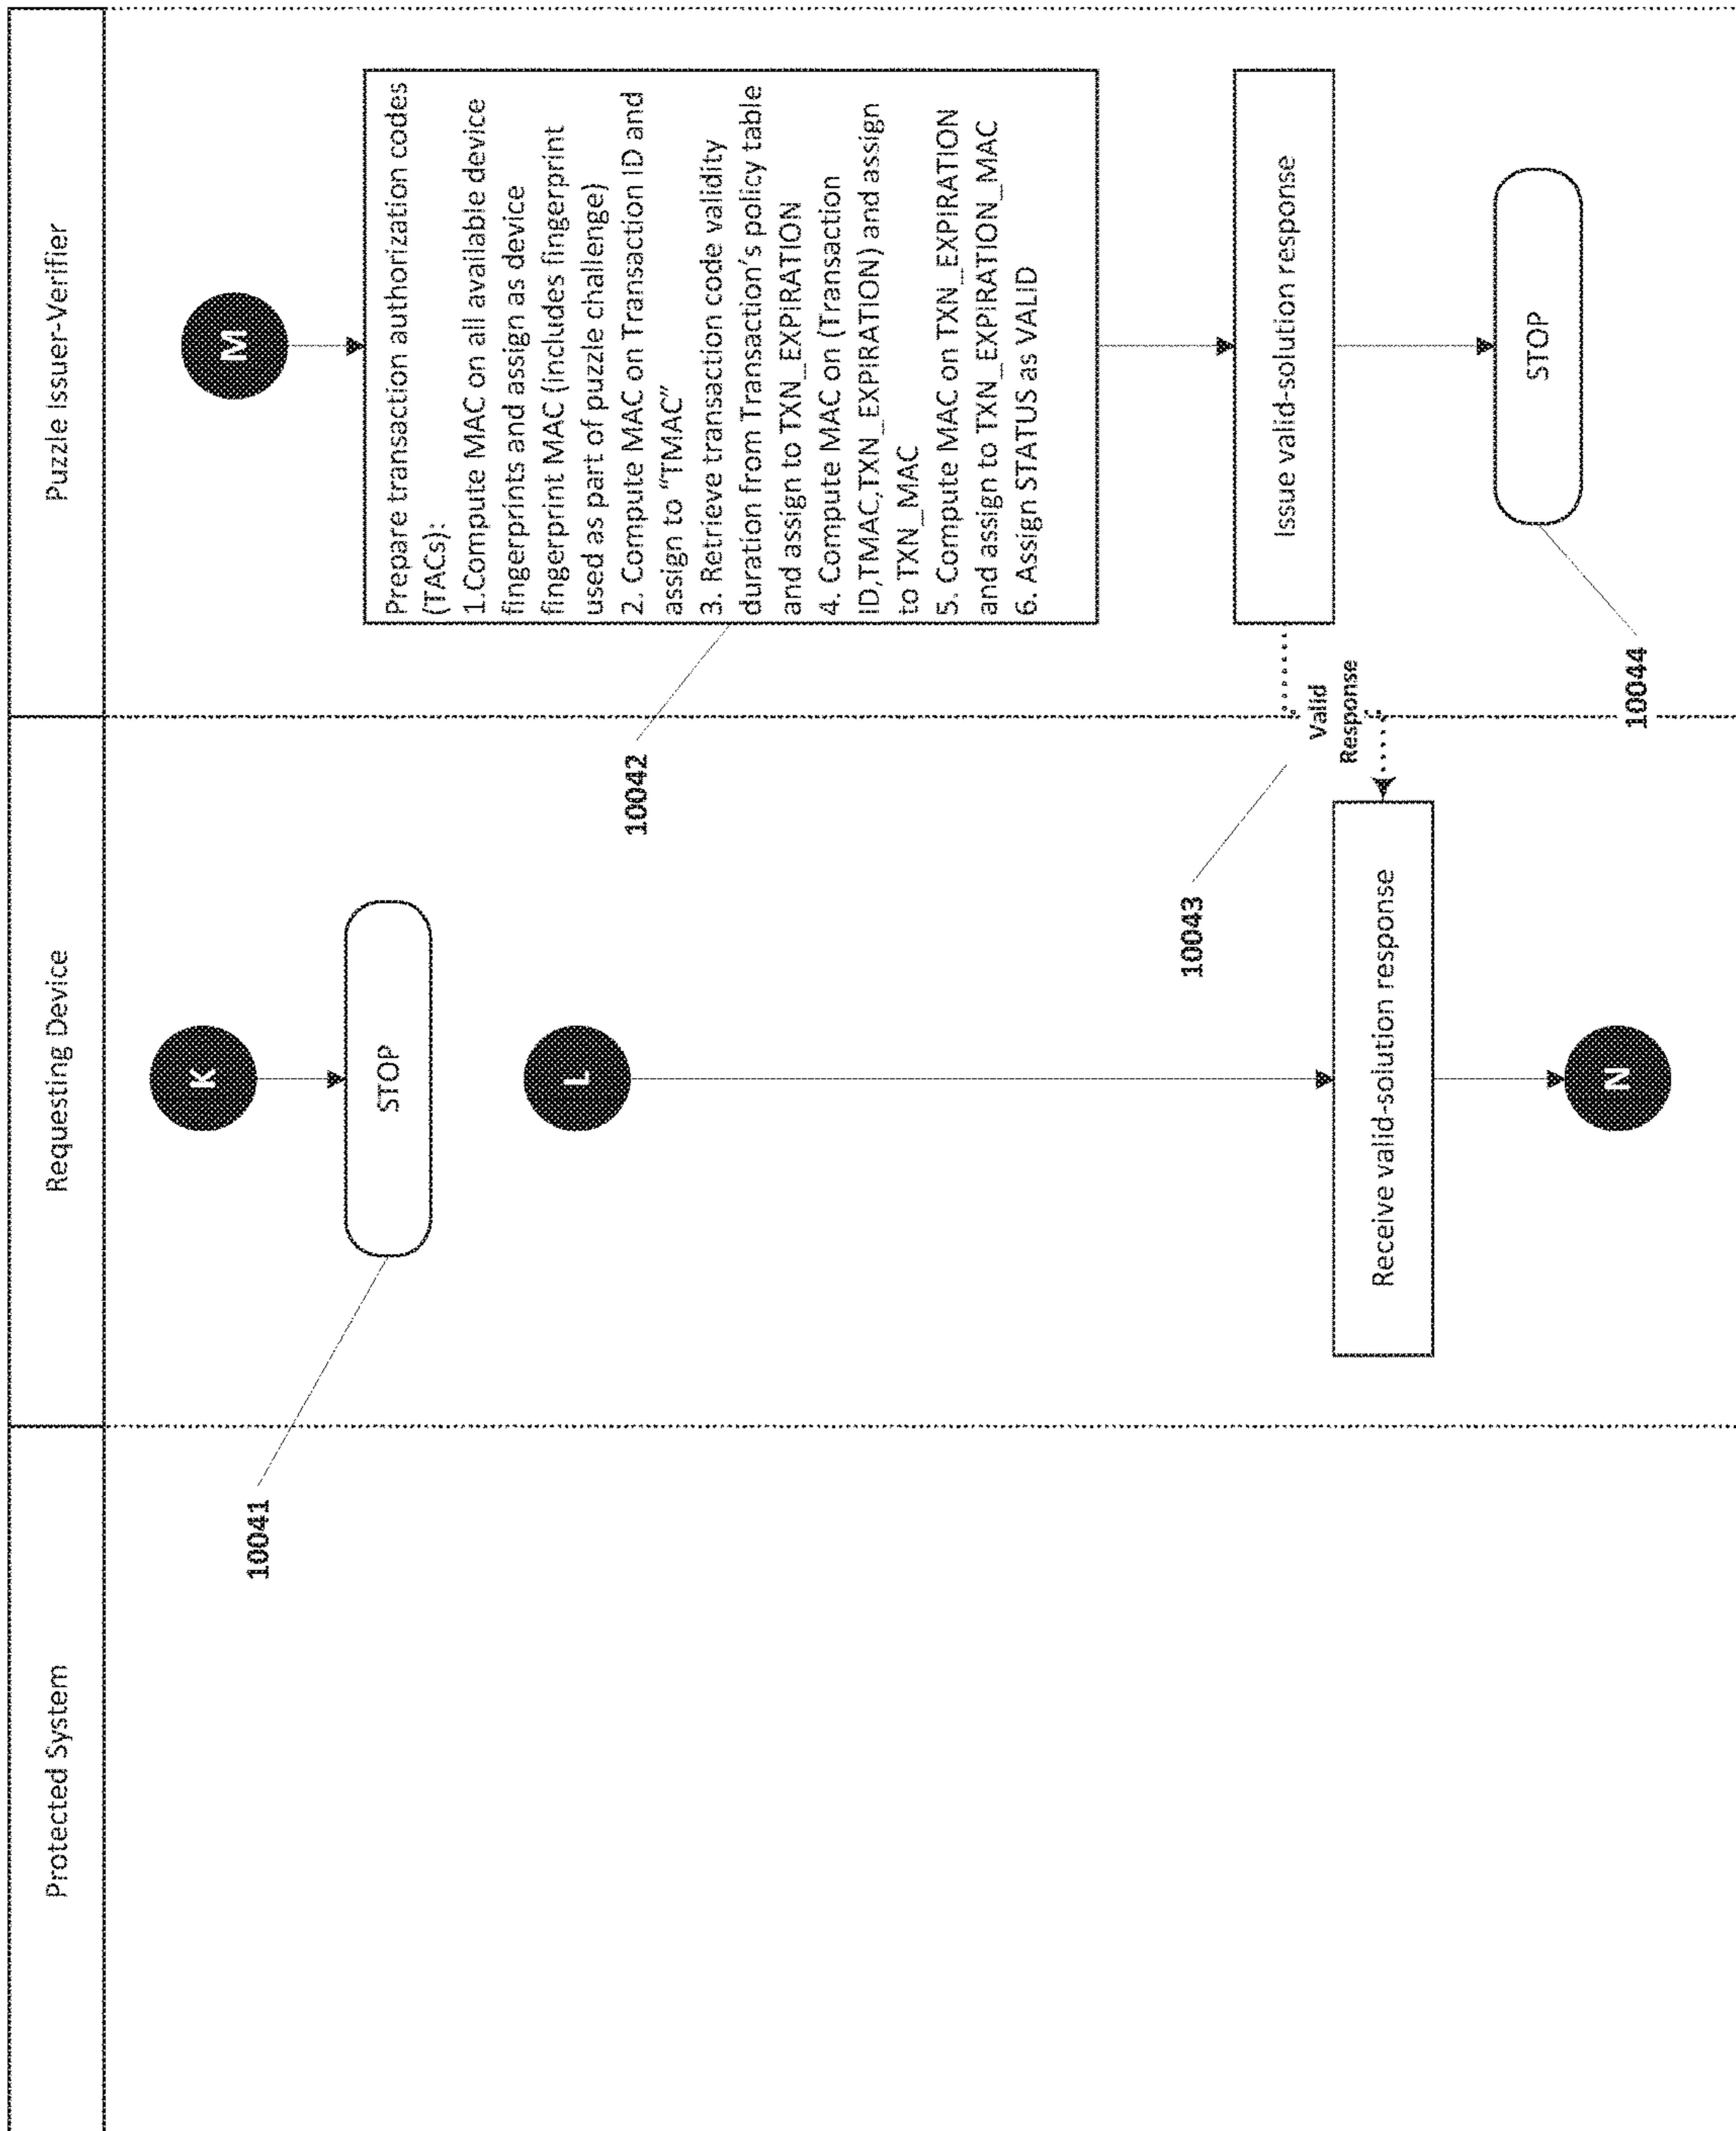 Protected System
Requesting Device
Puzzle Issuer-Verifier
K
STOP
10041
L
M
Prepare transaction authorization codes
(TACs):
1.Compute MAC on all available device
fingerprints and assign as device
fingerprint MAC (includes fingerprint
used as part of puzzle challenge)
2. Compute MAC on Transaction ID and
assign to “TMAC”
3. Retrieve transaction code validity
duration from Transaction’s policy table
and assign to TXN_EXPIRATION
4. Compute MAC on (Transaction
ID,TMAC,TXN_EXPIRATION) and assign
to TXN_MAC
5. Compute MAC on TXN_EXPIRATION
and assign to TXN_EXPIRATION_MAC
6. Assign STATUS as VALID
10042
Issue valid-solution response
Valid
Response
10043
Receive valid-solution response
STOP
10044
N